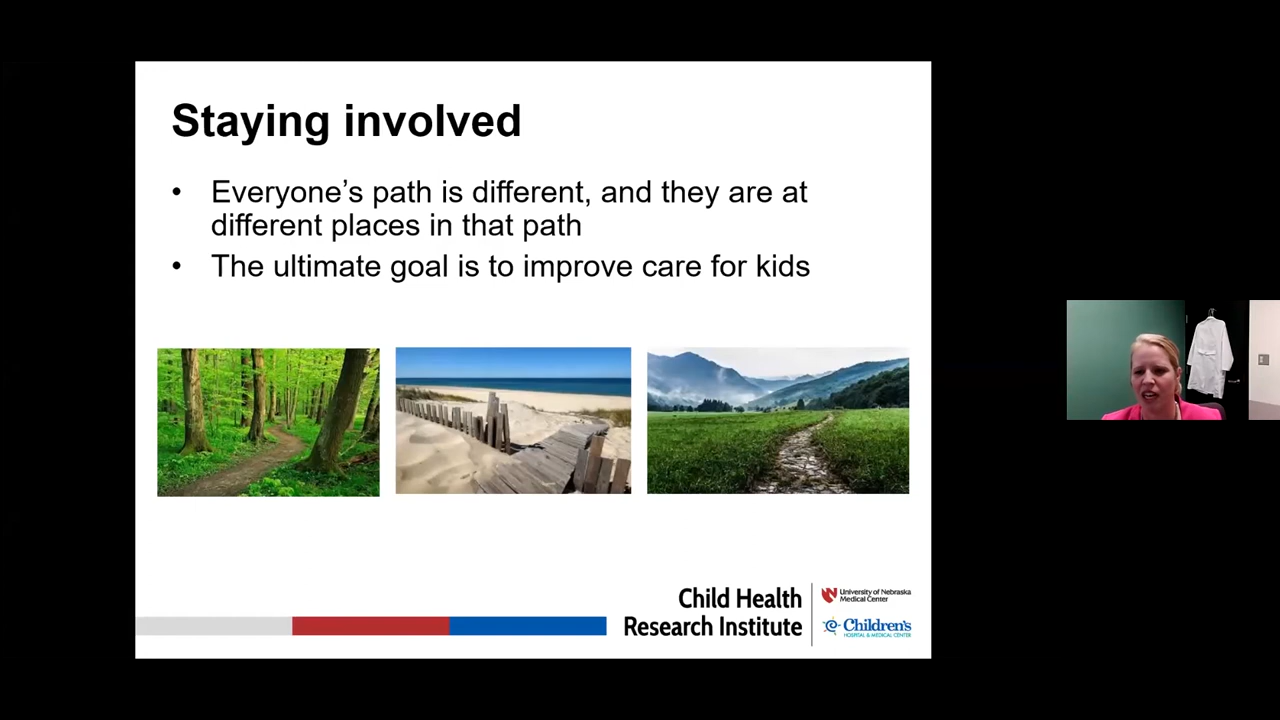 Staying involved
• Everyone’s path is different, and they are at
different places in that path
• The ultimate goal is to improve care for kids
Child Health
Research Institute
University of Nebraska
Medical Center
Children's
HOSPITAL & MEDICAL CENTER